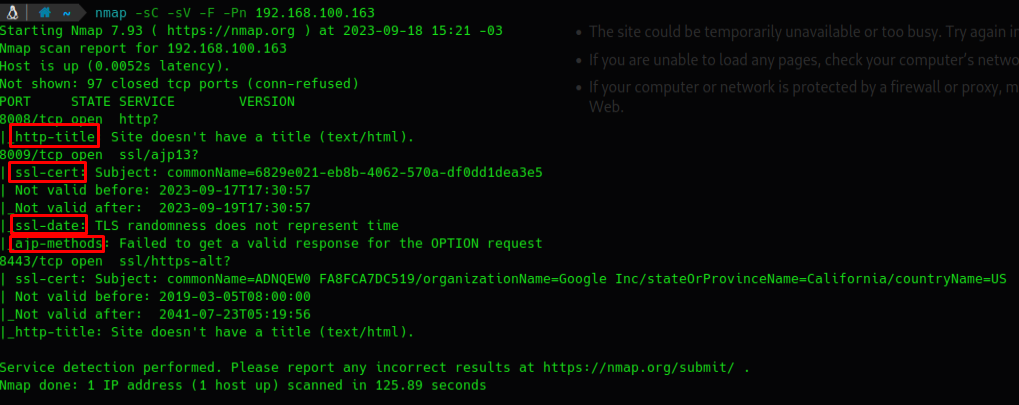 ~ nmap -sC -sV -F -Pn 192.168.100.163
Starting Nmap 7.93 ( https://nmap.org ) at 2023-09-18 15:21 -03
Nmap scan report for 192.168.100.163
Host is up (0.0052s latency).
Not shown: 97 closed tcp ports (conn-refused)
PORT     STATE SERVICE        VERSION
8008/tcp open  http?
|_http-title: Site doesn't have a title (text/html).
8009/tcp open  ssl/ajp13?
| ssl-cert: Subject: commonName=6829e021-eb8b-4062-570a-df0dd1dea3e5
| Not valid before: 2023-09-17T17:30:57
|_Not valid after:  2023-09-19T17:30:57
|_ssl-date: TLS randomness does not represent time
|_ajp-methods: Failed to get a valid response for the OPTION request
8443/tcp open  ssl/https-alt?
| ssl-cert: Subject: commonName=ADNQEW0 FA8FCA7DC519/organizationName=Google Inc/stateOrProvinceName=California/countryName=US
| Not valid before: 2019-03-05T08:00:00
|_Not valid after:  2041-07-23T05:19:56
|_http-title: Site doesn't have a title (text/html).
Service detection performed. Please report any incorrect results at https://nmap.org/submit/ .
Nmap done: 1 IP address (1 host up) scanned in 125.89 seconds
• The site could be temporarily unavailable or too busy. Try again in
• If you are unable to load any pages, check your computer's netwo
• If your computer or network is protected by a firewall or proxy, m
Web.